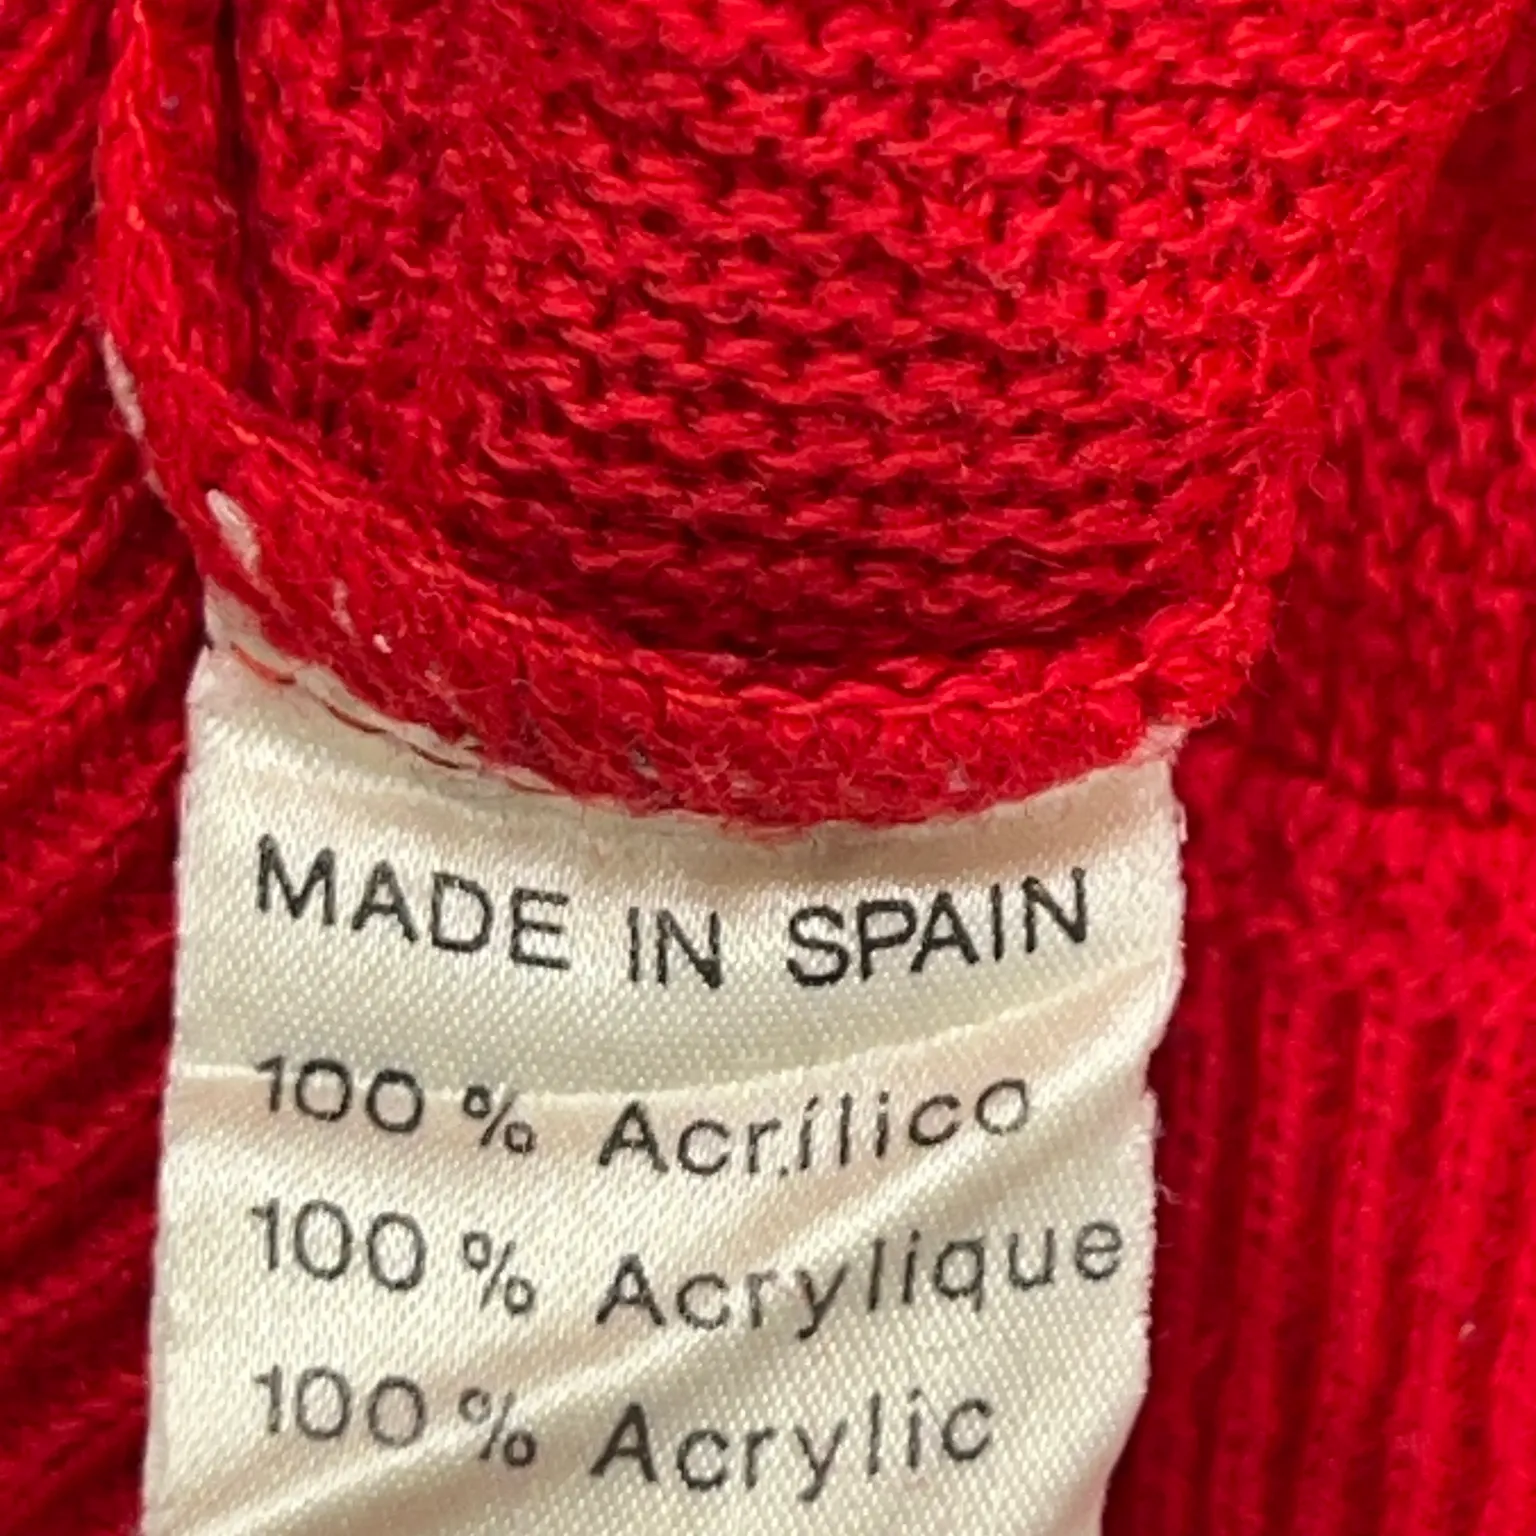 MADE IN SPAIN
100 % Acrílico
100 % Acrylique
100 % Acrylic